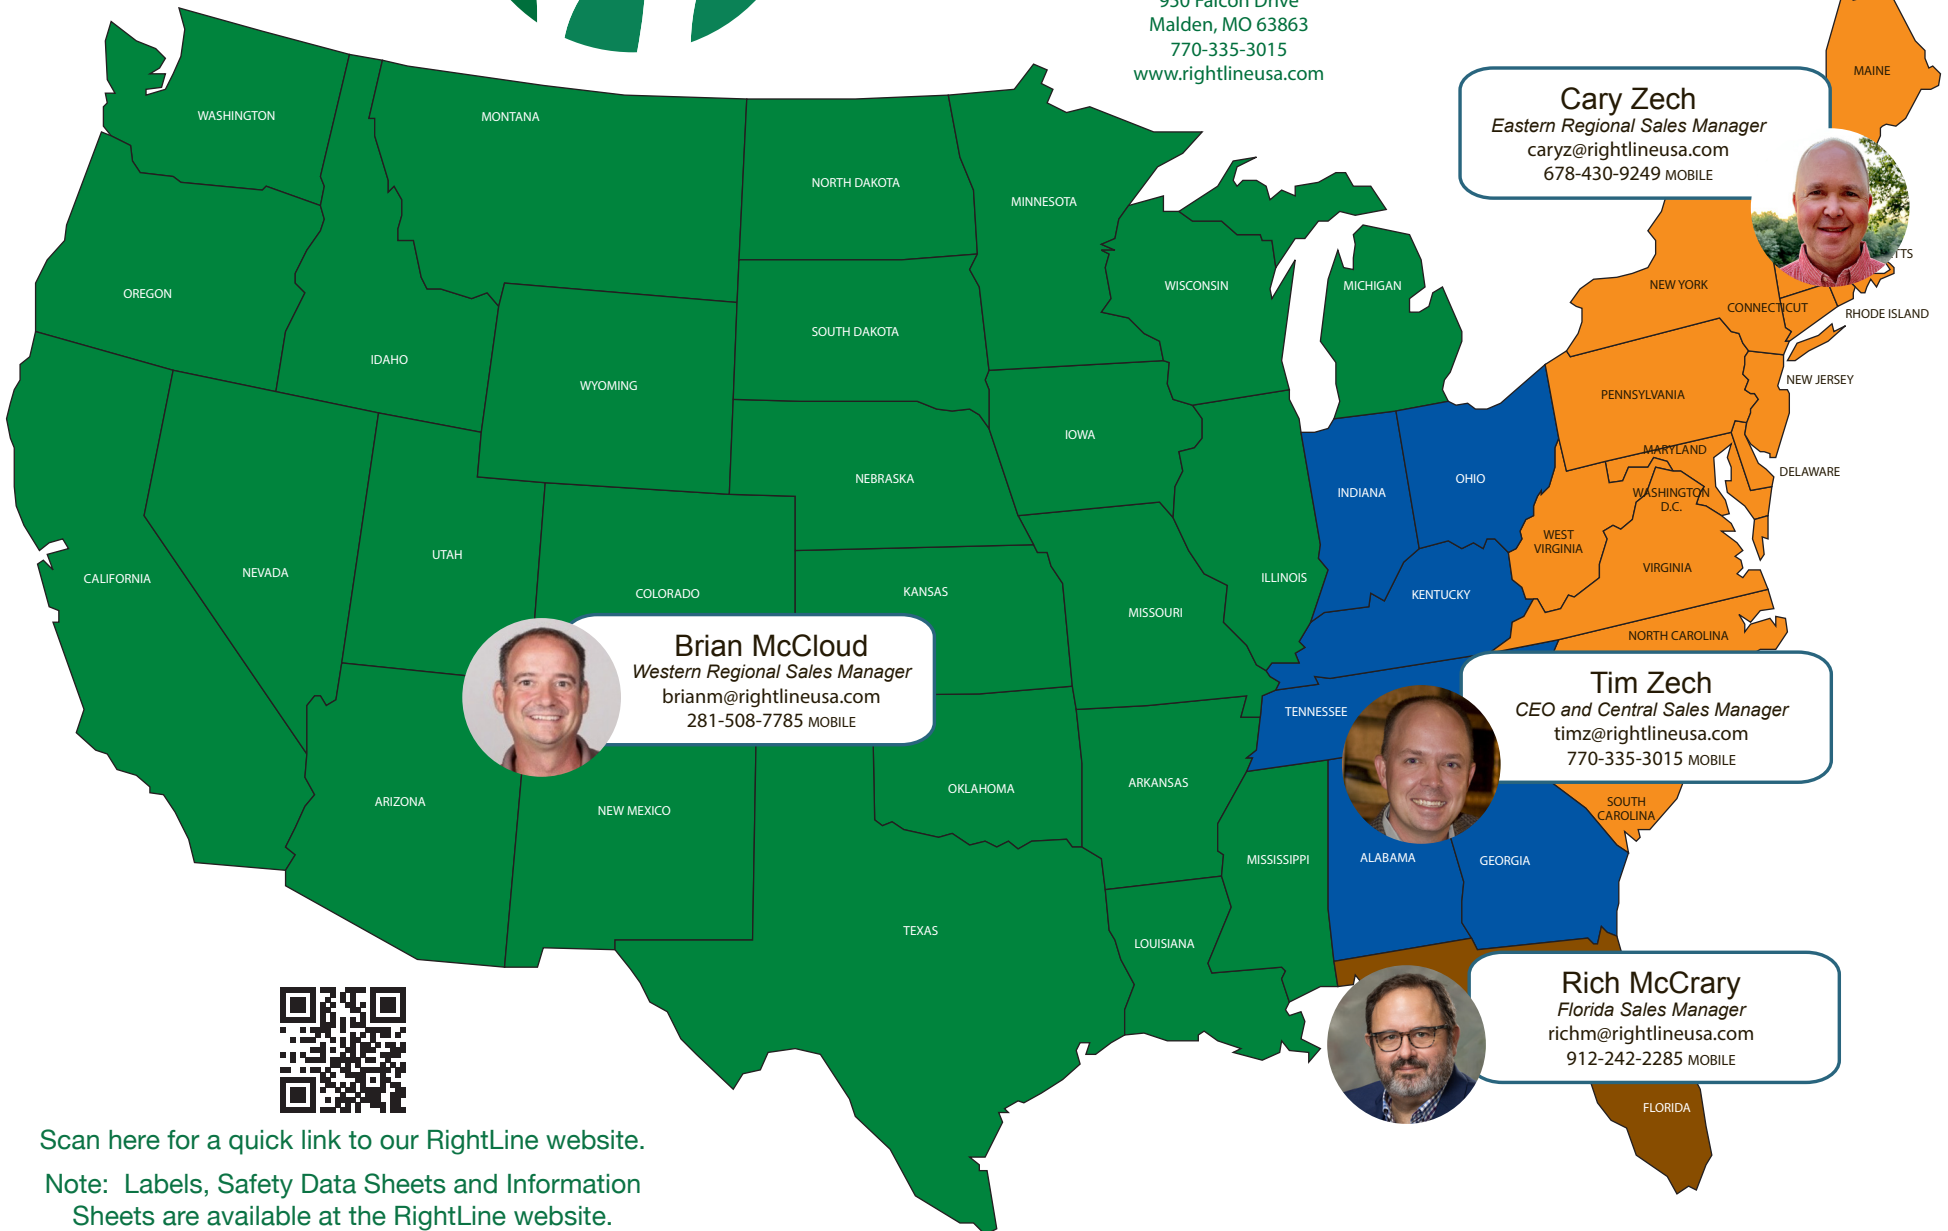 950 Falcon Drive
Malden, MO 63863
770-335-3015
www.rightlineusa.com
MAINE
Cary Zech
Eastern Regional Sales Manager
caryz@rightlineusa.com
678-430-9249 MOBILE
WASHINGTON
MONTANA
NORTH DAKOTA
MINNESOTA
OREGON
IDAHO
WYOMING
SOUTH DAKOTA
WISCONSIN
MICHIGAN
NEW YORK
TTS
CONNECTICUT
RHODE ISLAND
NEW JERSEY
PENNSYLVANIA
MARYLAND
DELAWARE
WASHINGTON
D.C.
IOWA
NEBRASKA
INDIANA
OHIO
WEST
VIRGINIA
VIRGINIA
CALIFORNIA
NEVADA
UTAH
COLORADO
KANSAS
MISSOURI
ILLINOIS
KENTUCKY
NORTH CAROLINA
Brian McCloud
Western Regional Sales Manager
brianm@rightlineusa.com
281-508-7785 MOBILE
Tim Zech
CEO and Central Sales Manager
timz@rightlineusa.com
770-335-3015 MOBILE
TENNESSEE
ARIZONA
NEW MEXICO
OKLAHOMA
ARKANSAS
SOUTH
CAROLINA
MISSISSIPPI
ALABAMA
GEORGIA
TEXAS
LOUISIANA
Rich McCrary
Florida Sales Manager
richm@rightlineusa.com
912-242-2285 MOBILE
FLORIDA
Scan here for a quick link to our RightLine website.
Note: Labels, Safety Data Sheets and Information
Sheets are available at the RightLine website.